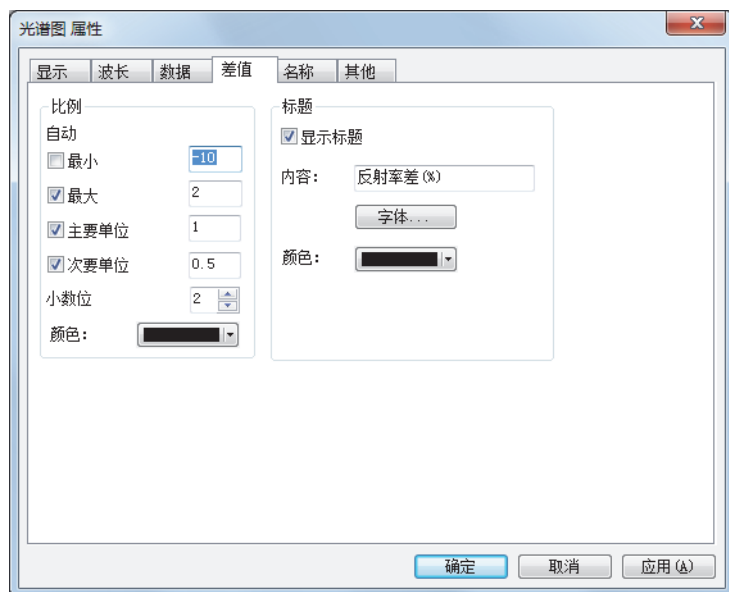 光谱图 属性
显示 波长 数据 差值 名称 其他
比例
自动
最小 -10
最大 2
主要单位 1
次要单位 0.5
小数位 2
颜色:
标题
显示标题
内容: 反射率差(%)
字体...
颜色:
确定 取消 应用(A)